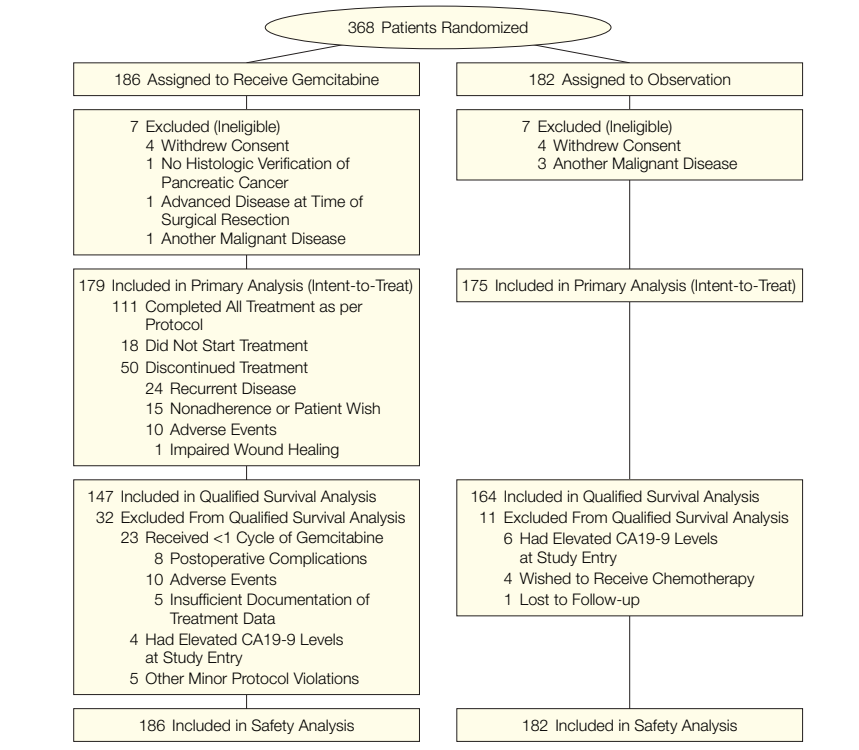 368 Patients Randomized
186 Assigned to Receive Gemcitabine
7 Excluded (Ineligible)
4 Withdrew Consent
1 No Histologic Verification of
Pancreatic Cancer
1 Advanced Disease at Time of
Surgical Resection
1 Another Malignant Disease
179 Included in Primary Analysis (Intent-to-Treat)
111 Completed All Treatment as per
Protocol
18 Did Not Start Treatment
50 Discontinued Treatment
24 Recurrent Disease
15 Nonadherence or Patient Wish
10 Adverse Events
1 Impaired Wound Healing
147 Included in Qualified Survival Analysis
32 Excluded From Qualified Survival Analysis
23 Received <1 Cycle of Gemcitabine
8 Postoperative Complications
10 Adverse Events
5 Insufficient Documentation of
Treatment Data
4 Had Elevated CA19-9 Levels
at Study Entry
5 Other Minor Protocol Violations
186 Included in Safety Analysis
182 Assigned to Observation
7 Excluded (Ineligible)
4 Withdrew Consent
3 Another Malignant Disease
175 Included in Primary Analysis (Intent-to-Treat)
164 Included in Qualified Survival Analysis
11 Excluded From Qualified Survival Analysis
6 Had Elevated CA19-9 Levels
at Study Entry
4 Wished to Receive Chemotherapy
1 Lost to Follow-up
182 Included in Safety Analysis